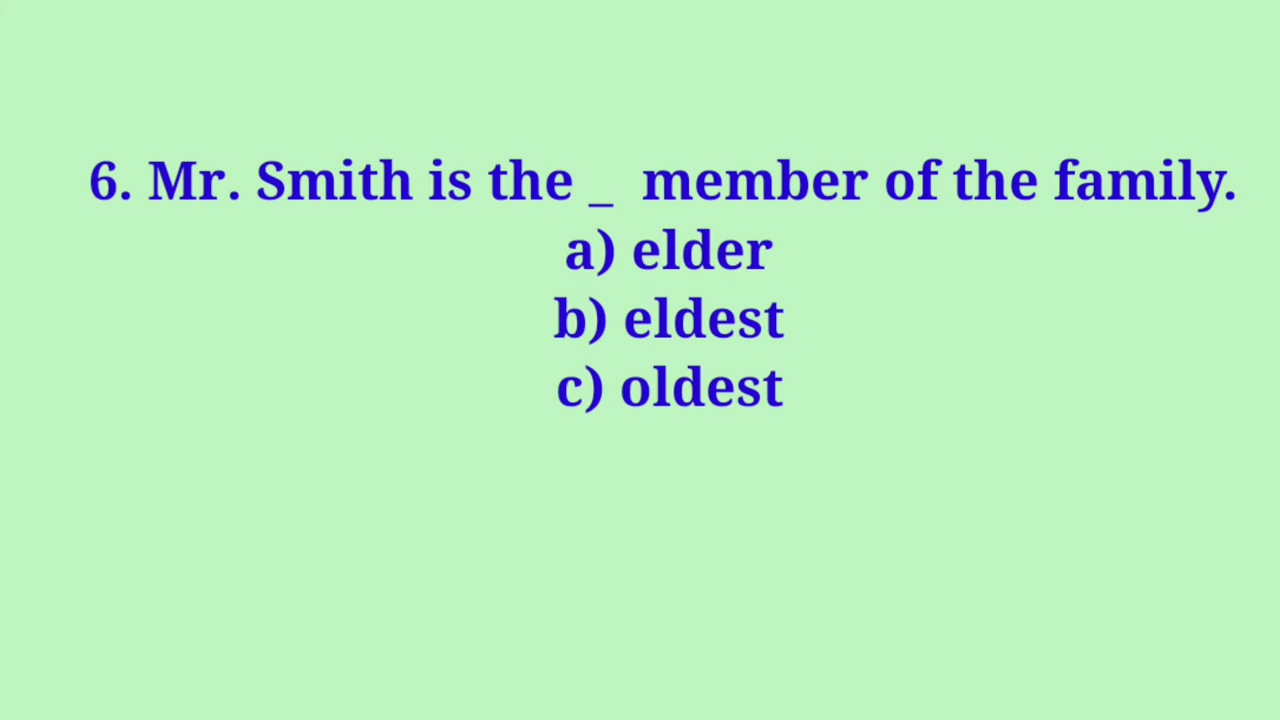 6. Mr. Smith is the _ member of the family.
a) elder
b) eldest
c) oldest